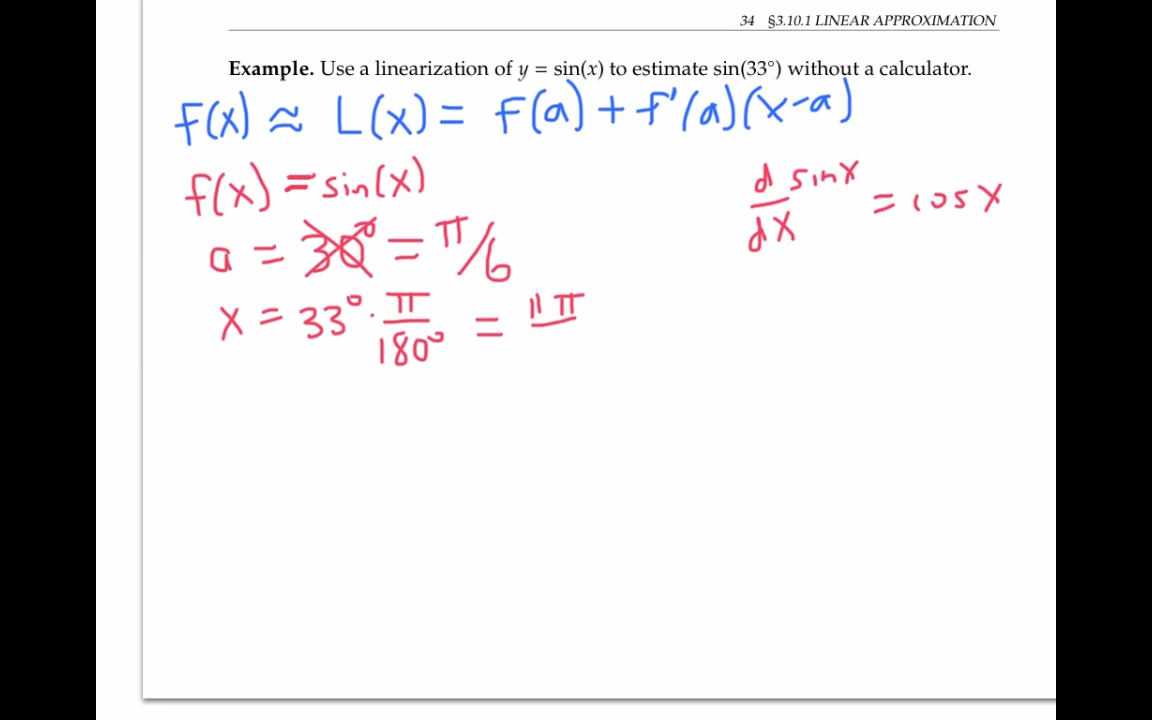 34 §3.10.1 LINEAR APPROXIMATION
Example. Use a linearization of y = sin(x) to estimate sin(33°) without a calculator.
f(x) ≈ L(x) = f(a) + f'(a)(x-a)
f(x) = sin(x)
d/dx sin x = cos x
a = 30° = π/6
x = 33° · π/180° = 11π